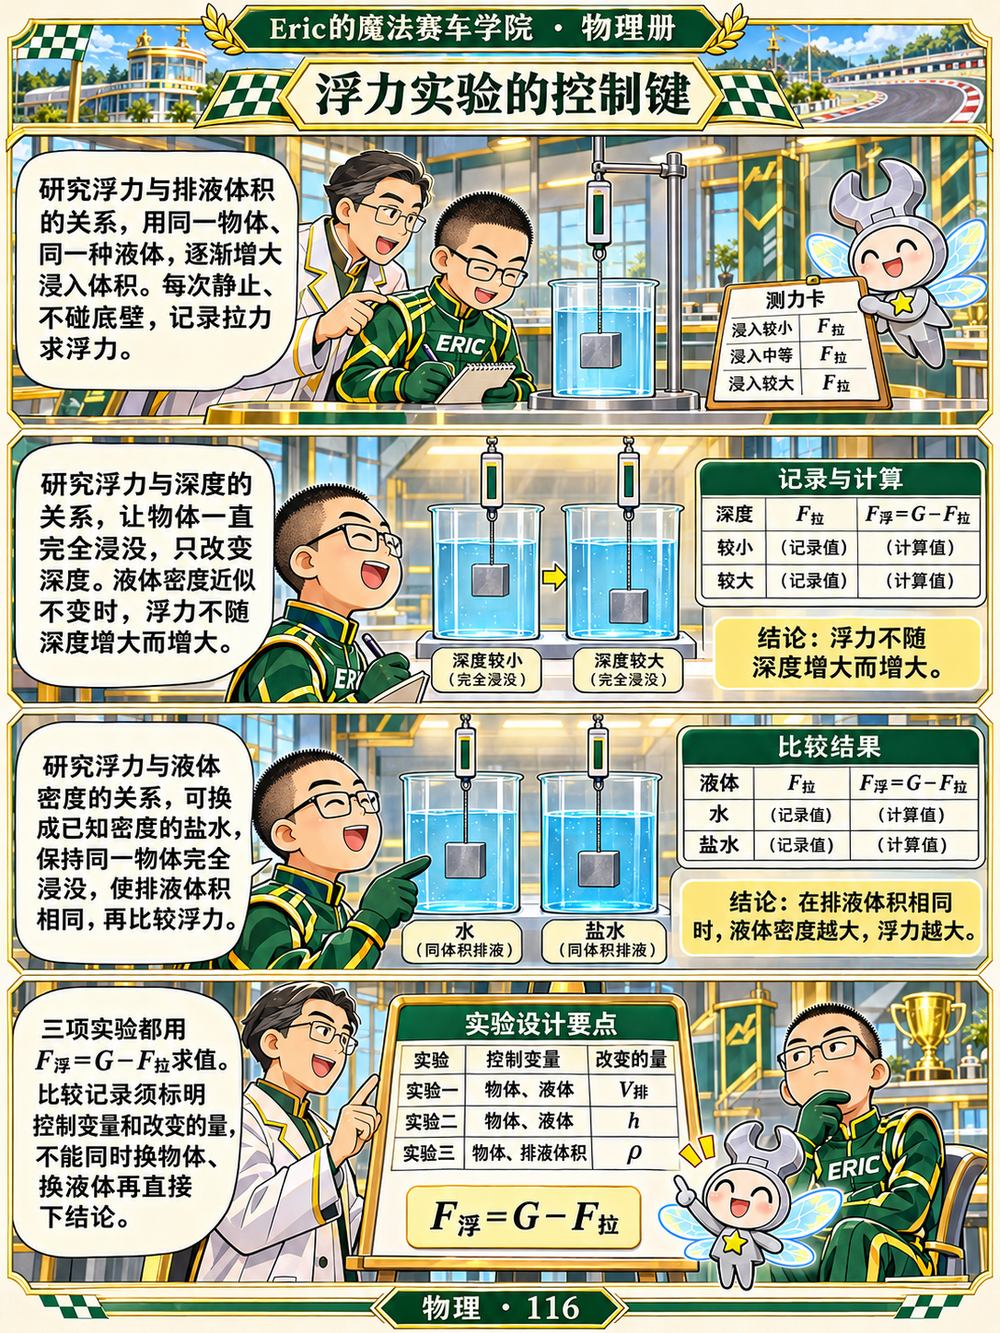 Eric的魔法赛车学院 · 物理册
浮力实验的控制键
研究浮力与排液体积
的关系，用同一物体、
同一种液体，逐渐增大
浸入体积。每次静止、
不碰底壁，记录拉力
求浮力。
ERIC
测力卡
浸入较小 F拉
浸入中等 F拉
浸入较大 F拉
研究浮力与深度的
关系，让物体一直
完全浸没，只改变
深度。液体密度近似
不变时，浮力不随
深度增大而增大。
ERIC
深度较小
（完全浸没）
深度较大
（完全浸没）
记录与计算
深度 F拉 F浮=G−F拉
较小 （记录值） （计算值）
较大 （记录值） （计算值）
结论：浮力不随
深度增大而增大。
研究浮力与液体
密度的关系，可换
成已知密度的盐水，
保持同一物体完全
浸没，使排液体积
相同，再比较浮力。
水
（同体积排液）
盐水
（同体积排液）
比较结果
液体 F拉 F浮=G−F拉
水 （记录值） （计算值）
盐水 （记录值） （计算值）
结论：在排液体积相同
时，液体密度越大，浮力越大。
三项实验都用
F浮=G−F拉求值。
比较记录须标明
控制变量和改变的量，
不能同时换物体、
换液体再直接
下结论。
实验设计要点
实验 控制变量 改变的量
实验一 物体、液体 V排
实验二 物体、液体 h
实验三 物体、排液体积 ρ
F浮=G−F拉
ERIC
物理 · 116